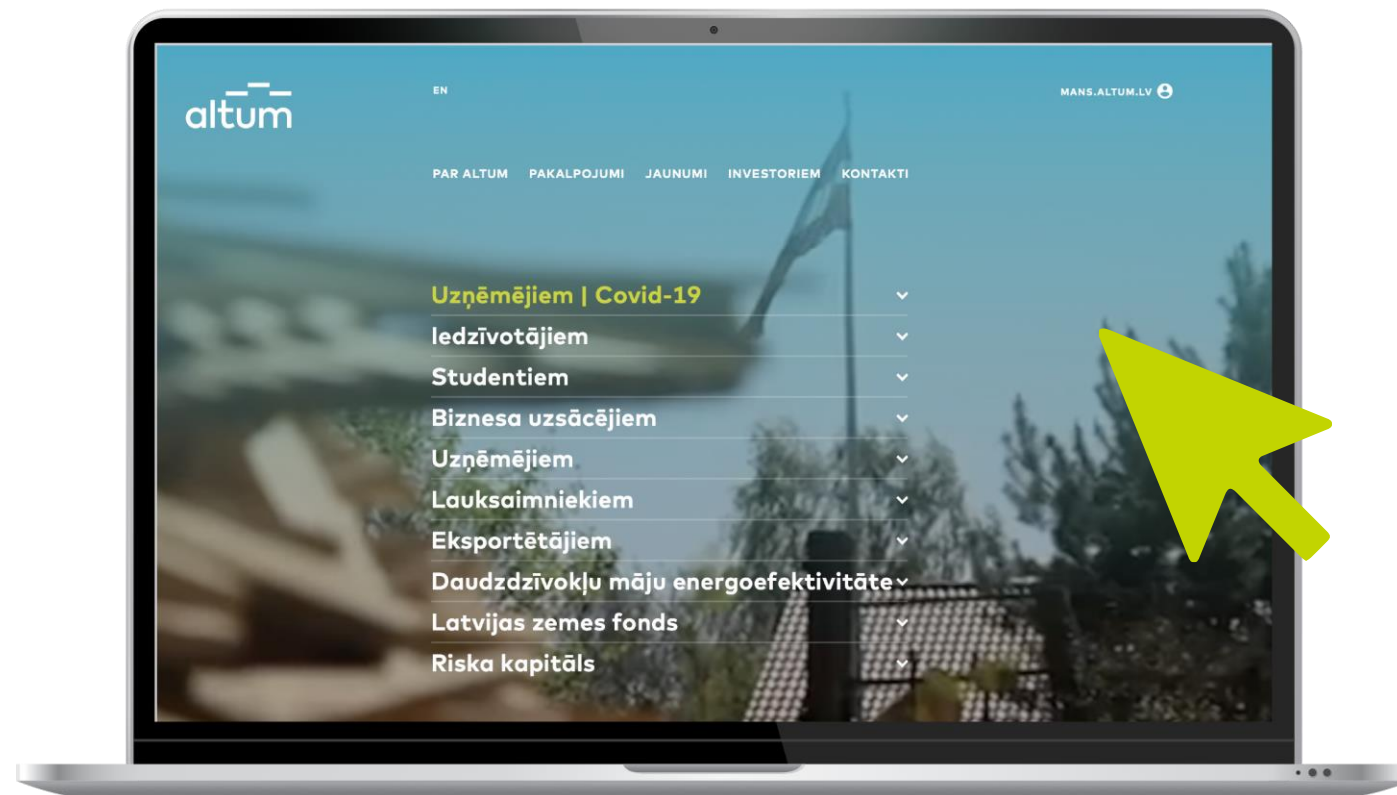 altum
EN
MANS.ALTUM.LV
PAR ALTUM PAKALPOJUMI JAUNUMI INVESTORIEM KONTAKTI
Uzņēmējiem | Covid-19
Iedzīvotājiem
Studentiem
Biznesa uzsācējiem
Uzņēmējiem
Lauksaimniekiem
Eksportētājiem
Daudzdzīvokļu māju energoefektivitāte
Latvijas zemes fonds
Riska kapitāls